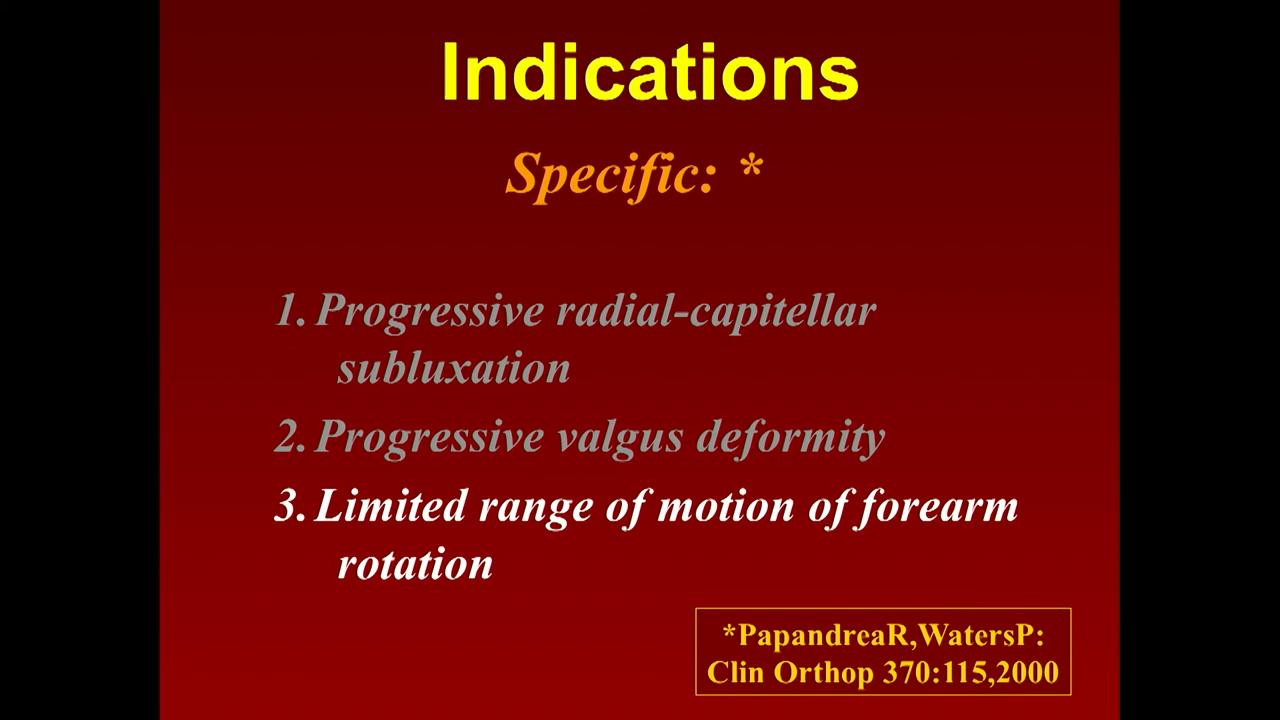 Indications
Specific: *
1. Progressive radial-capitellar
subluxation
2. Progressive valgus deformity
3. Limited range of motion of forearm
rotation
*PapandreaR,WatersP:
Clin Orthop 370:115,2000